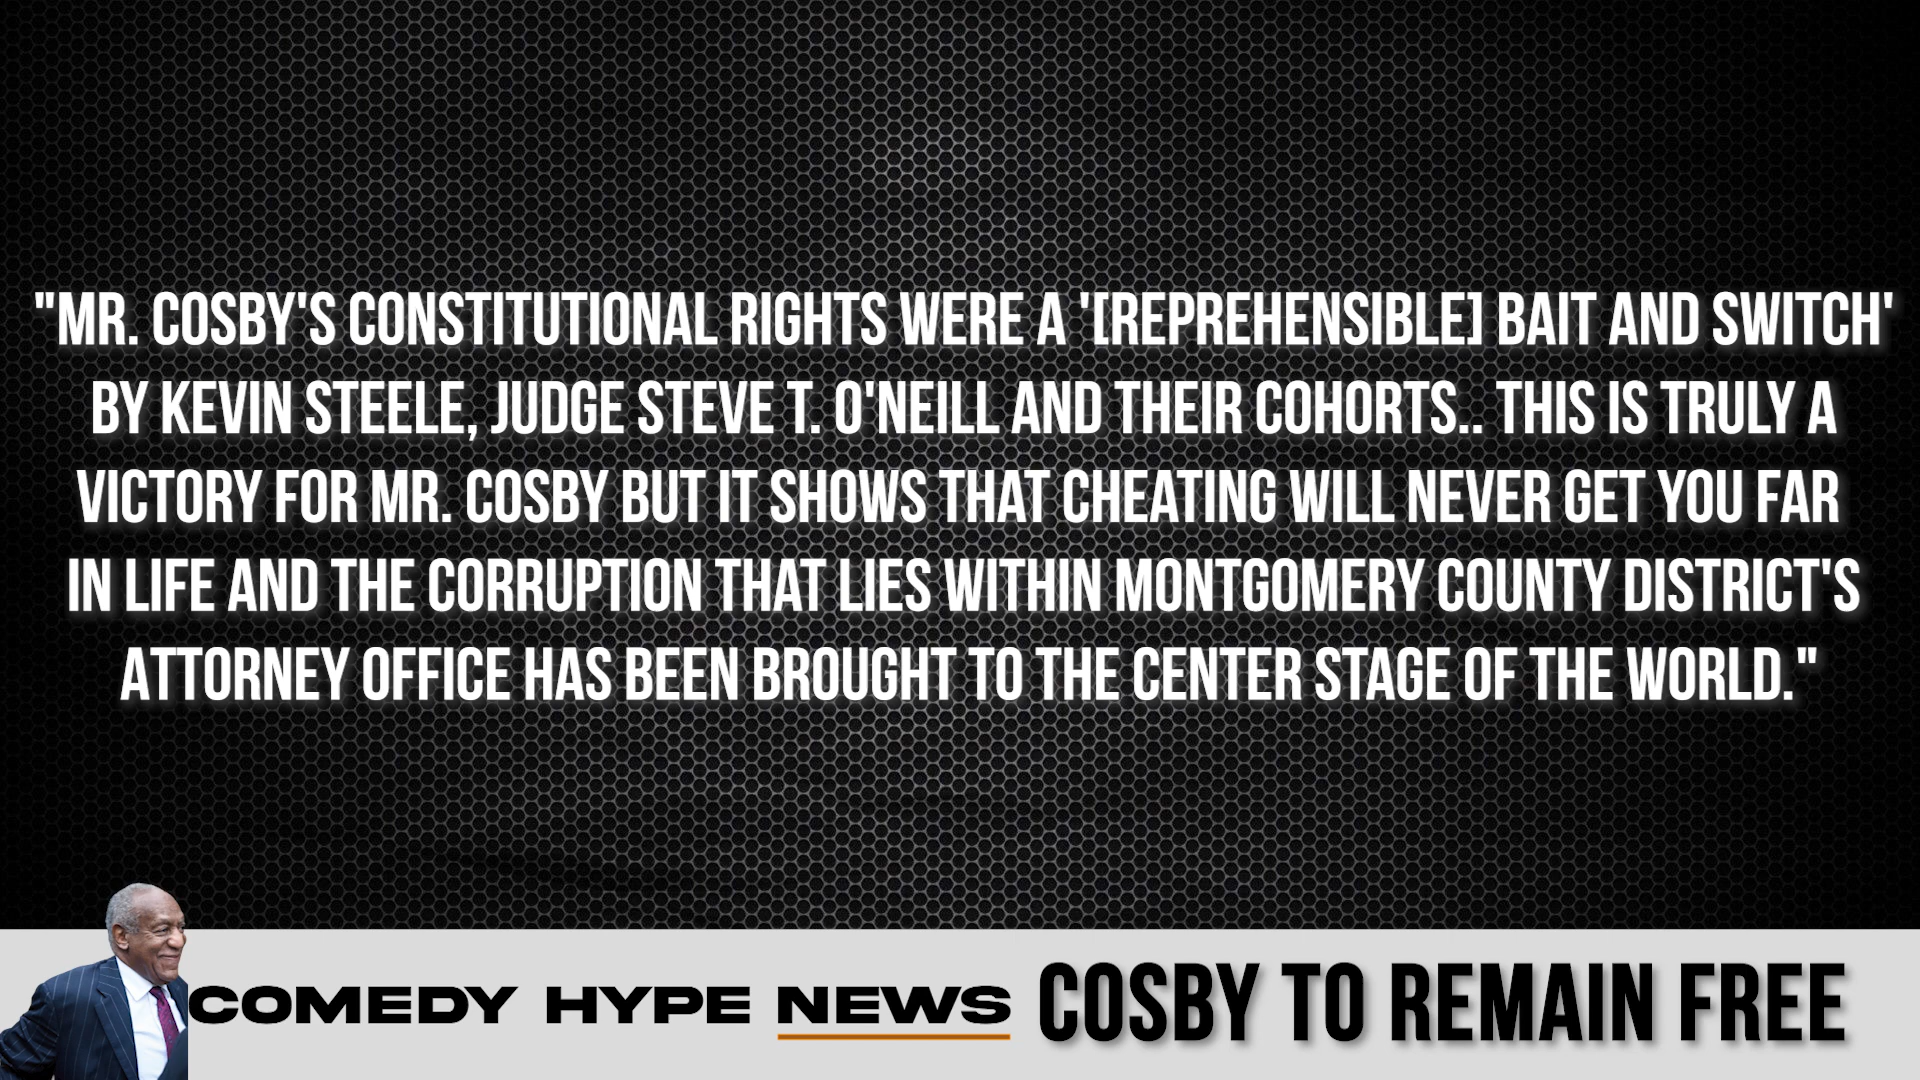 "MR. COSBY'S CONSTITUTIONAL RIGHTS WERE A '[REPREHENSIBLE] BAIT AND SWITCH'
BY KEVIN STEELE, JUDGE STEVE T. O'NEILL AND THEIR COHORTS.. THIS IS TRULY A
VICTORY FOR MR. COSBY BUT IT SHOWS THAT CHEATING WILL NEVER GET YOU FAR
IN LIFE AND THE CORRUPTION THAT LIES WITHIN MONTGOMERY COUNTY DISTRICT'S
ATTORNEY OFFICE HAS BEEN BROUGHT TO THE CENTER STAGE OF THE WORLD."
COMEDY HYPE NEWS COSBY TO REMAIN FREE